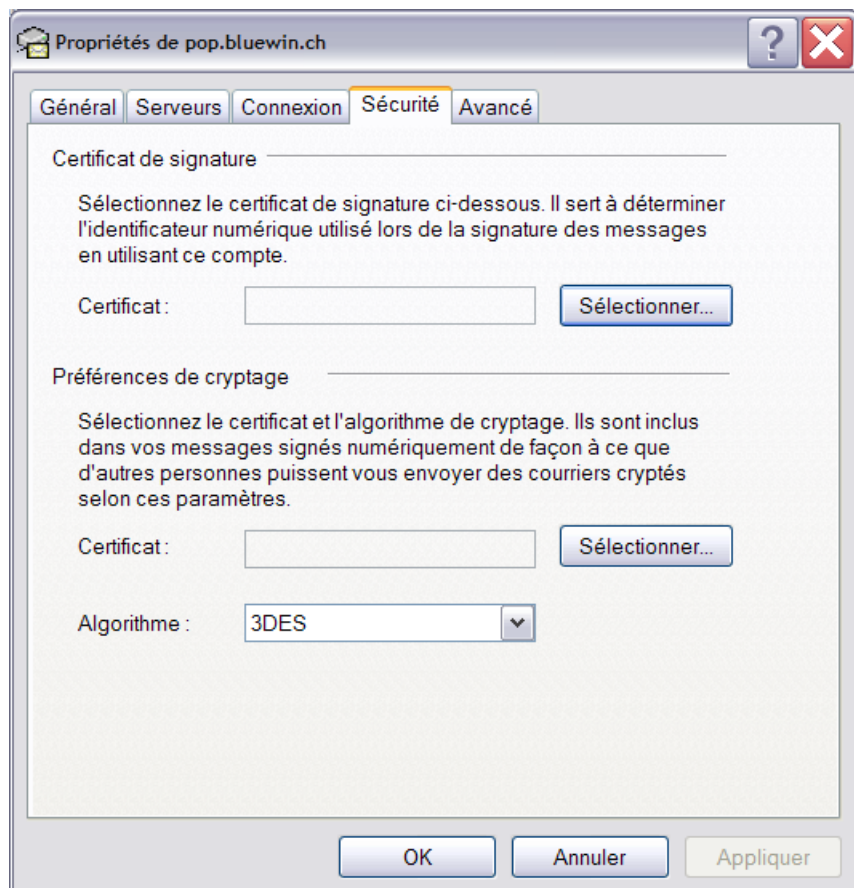 Propriétés de pop.bluewin.ch
?
Général Serveurs Connexion Sécurité Avancé
Certificat de signature
Sélectionnez le certificat de signature ci-dessous. Il sert à déterminer
l'identificateur numérique utilisé lors de la signature des messages
en utilisant ce compte.
Certificat : Sélectionner...
Préférences de cryptage
Sélectionnez le certificat et l'algorithme de cryptage. Ils sont inclus
dans vos messages signés numériquement de façon à ce que
d'autres personnes puissent vous envoyer des courriers cryptés
selon ces paramètres.
Certificat : Sélectionner...
Algorithme : 3DES
OK Annuler Appliquer